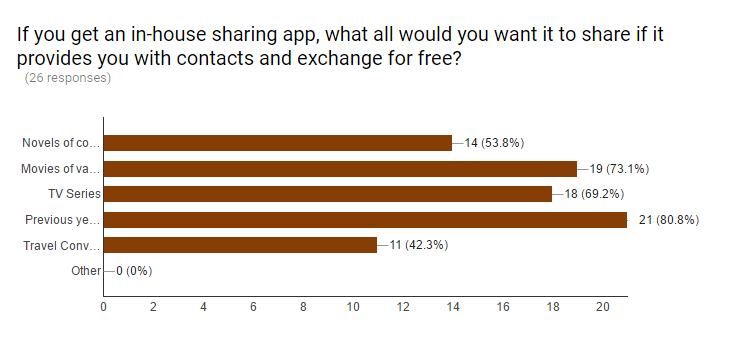 If you get an in-house sharing app, what all would you want it to share if it
provides you with contacts and exchange for free?
(26 responses)
Novels of co... 14 (53.8%)
Movies of va... 19 (73.1%)
TV Series 18 (69.2%)
Previous ye... 21 (80.8%)
Travel Conv... 11 (42.3%)
Other 0 (0%)
0 2 4 6 8 10 12 14 16 18 20